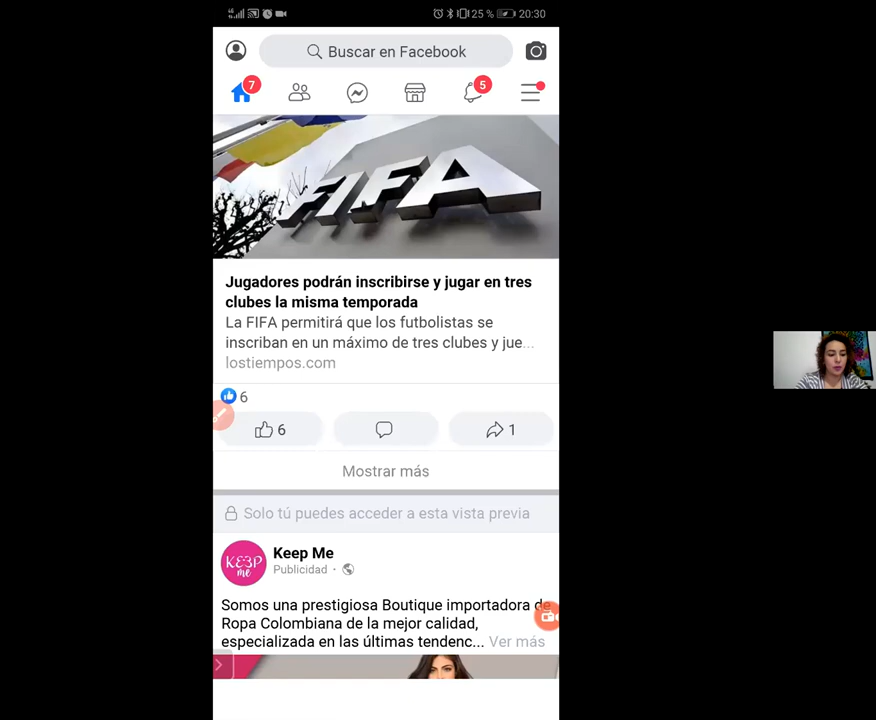 25 % 20:30
Buscar en Facebook
7
5
FIFA
Jugadores podrán inscribirse y jugar en tres
clubes la misma temporada
La FIFA permitirá que los futbolistas se
inscriban en un máximo de tres clubes y jue...
lostiempos.com
6
6
1
Mostrar más
Solo tú puedes acceder a esta vista previa
KEEP
me
Keep Me
Publicidad ·
Somos una prestigiosa Boutique importadora de
Ropa Colombiana de la mejor calidad,
especializada en las últimas tendenc... Ver más